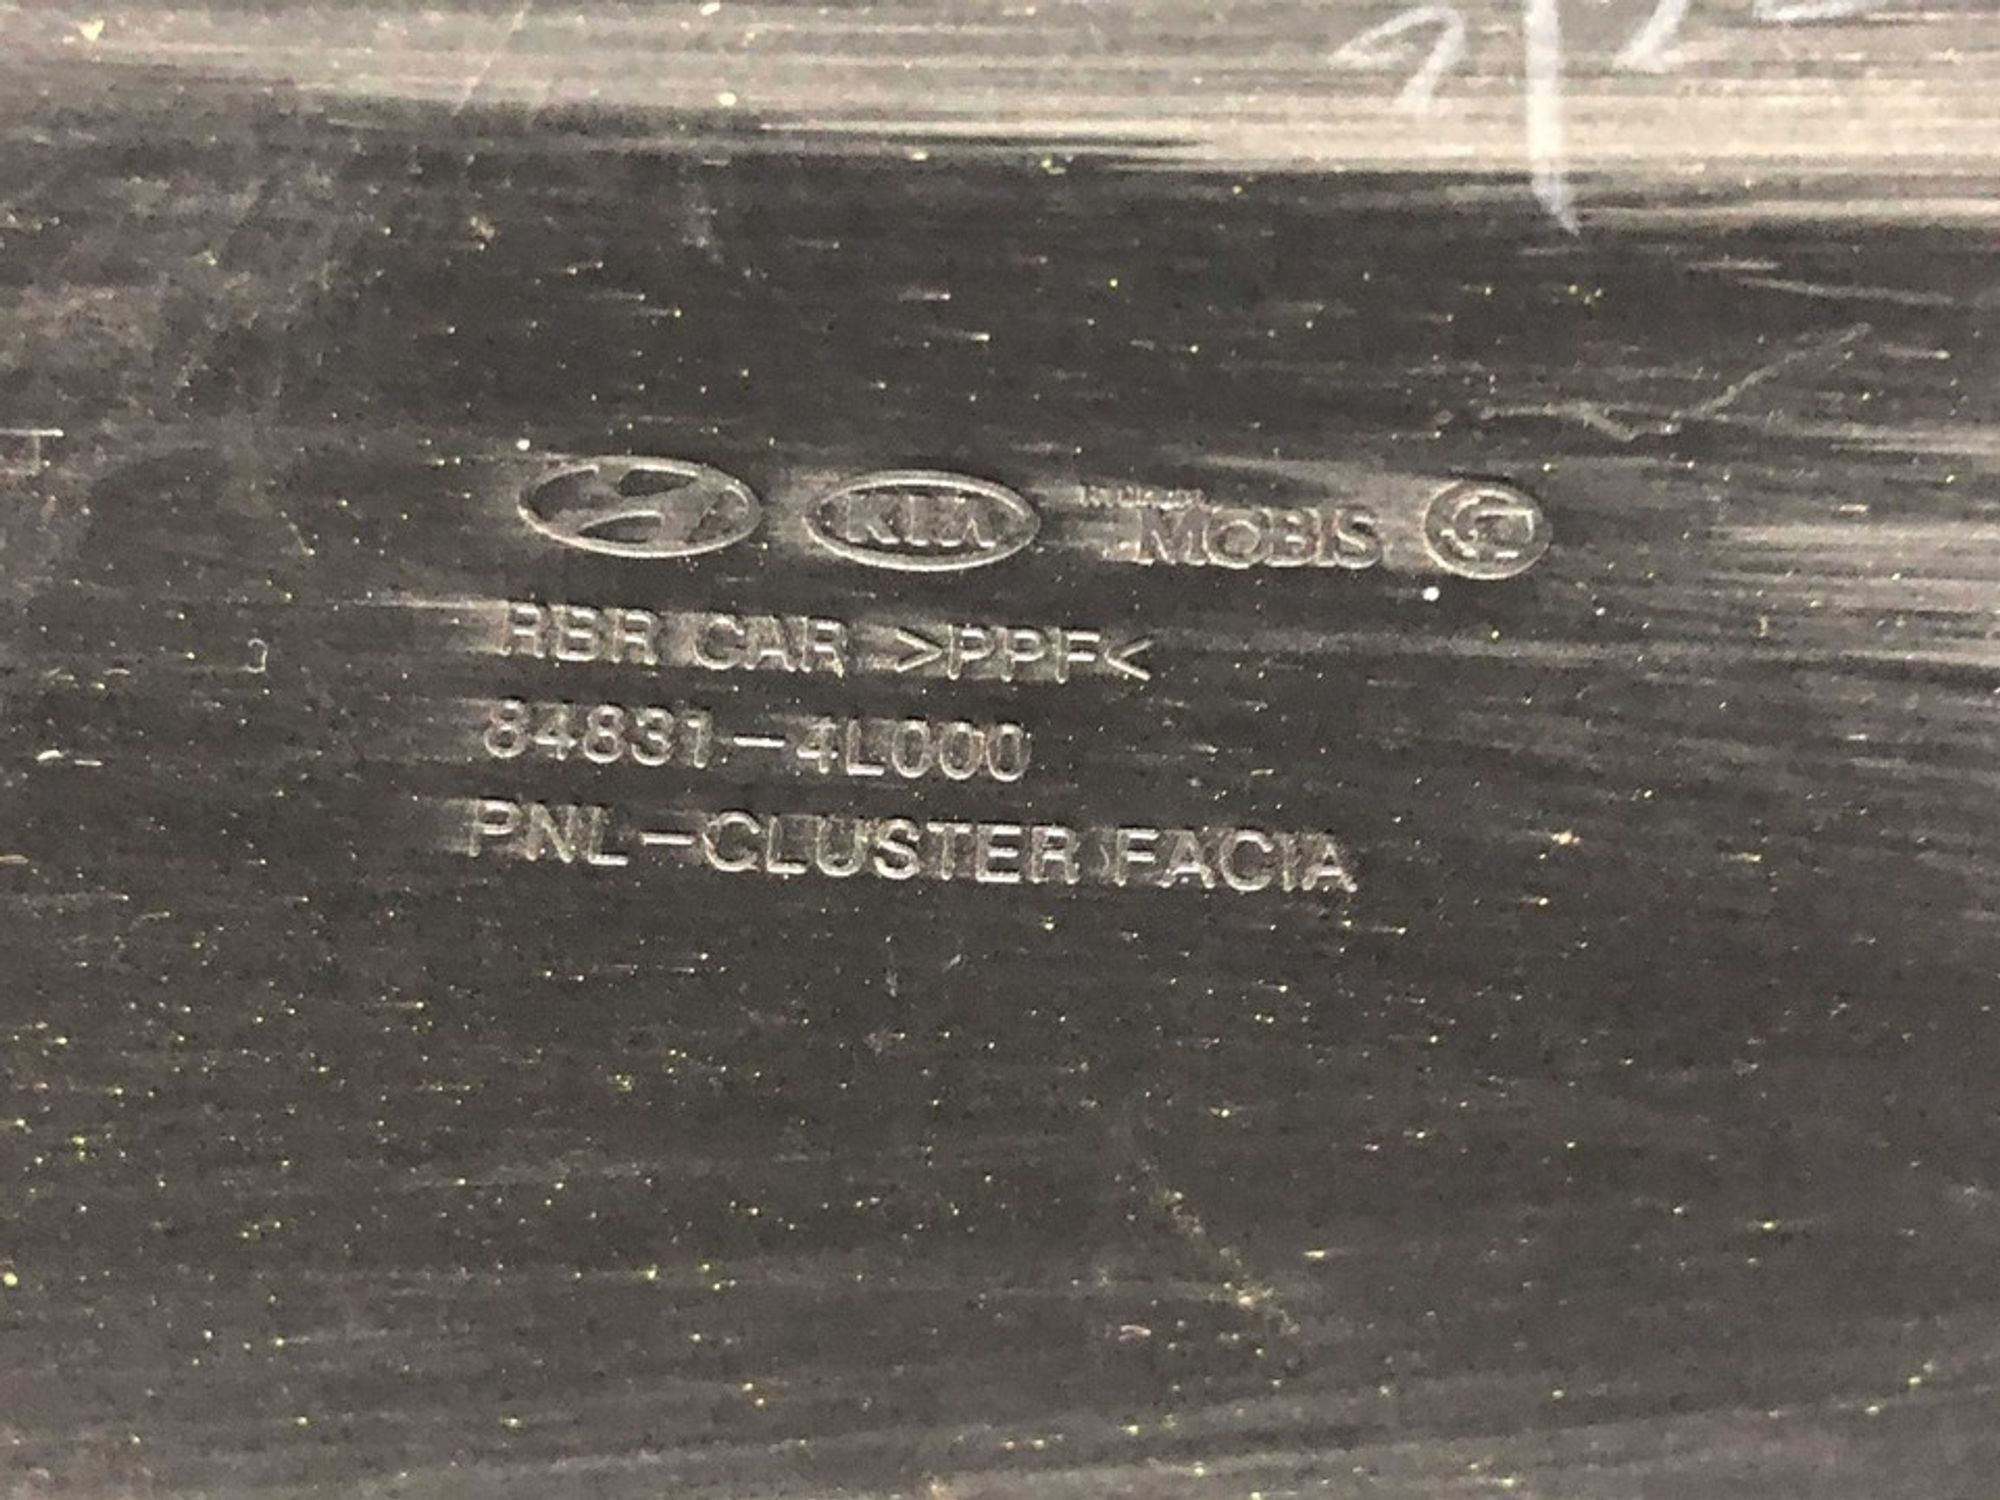 KIA MOBIS
RBR CAR >PPF<
84831-4L000
PNL-CLUSTER FACIA